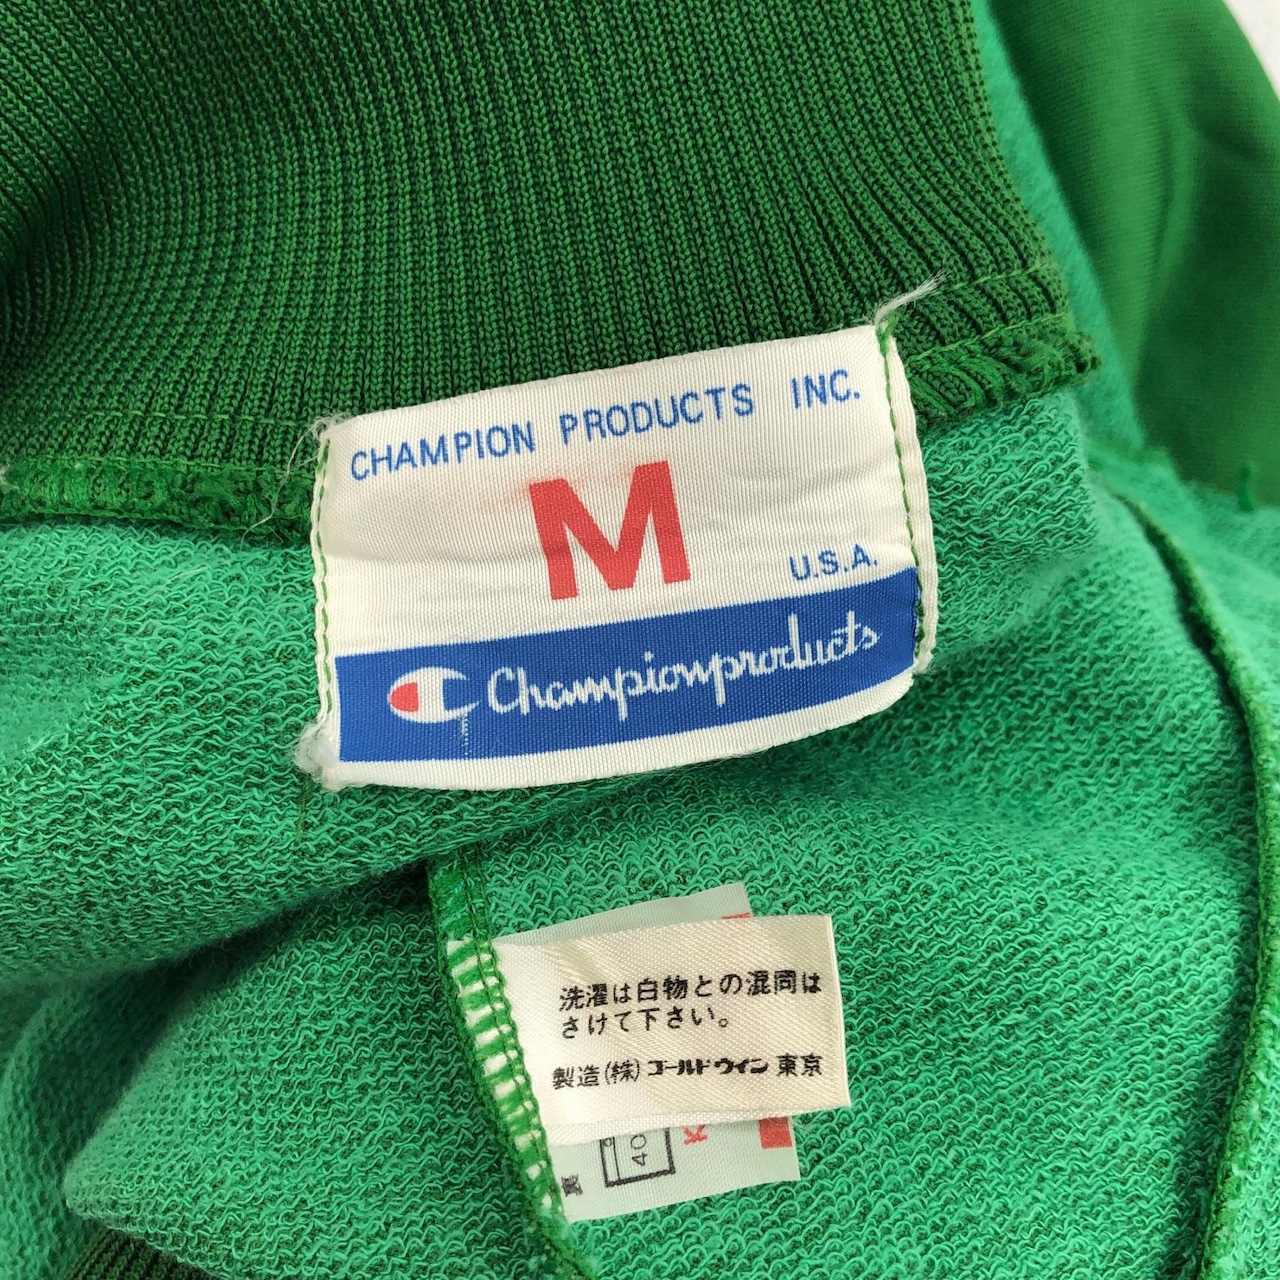 CHAMPION PRODUCTS INC.
M
U.S.A.
Championproducts
洗濯は白物との混同は
さけて下さい。
製造(株)ゴールドウイン 東京
40
K